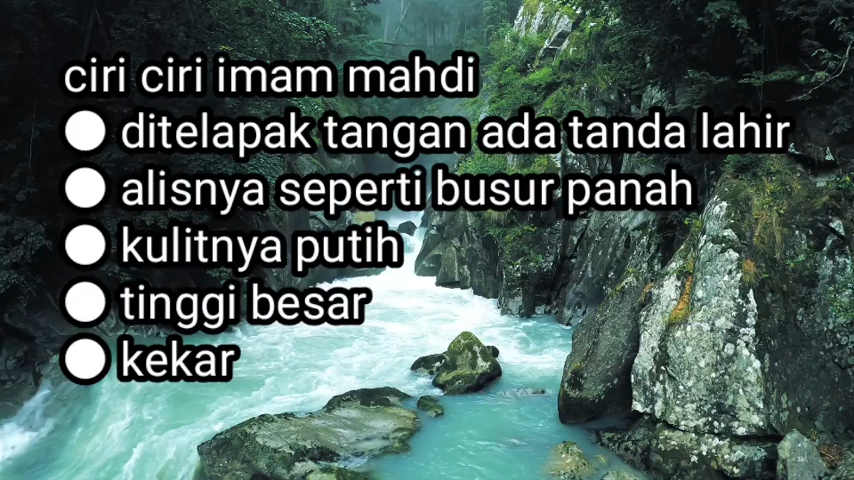 ciri ciri imam mahdi
● ditelapak tangan ada tanda lahir
● alisnya seperti busur panah
● kulitnya putih
● tinggi besar
● kekar